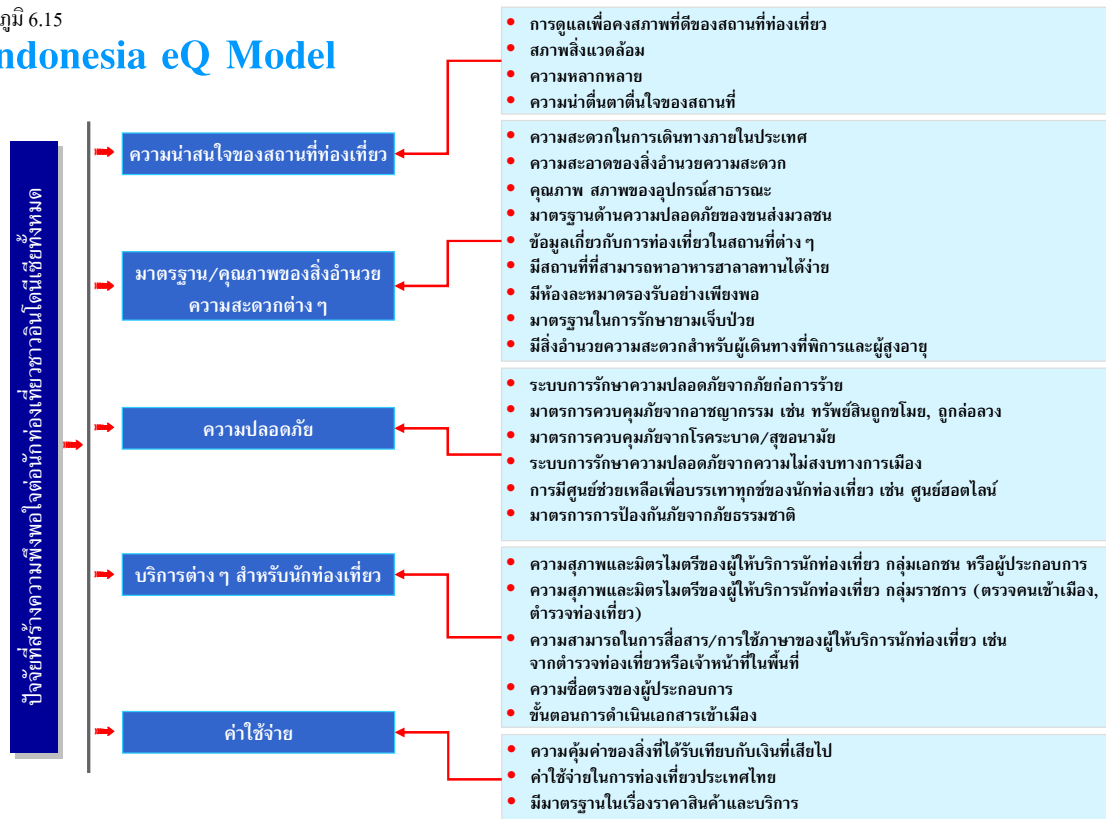 ภูมิ 6.15
ndonesia eQ Model
ปัจจัยที่สร้างความพึงพอใจต่อนักท่องเที่ยวชาวอินโดนีเซียทั้งหมด
ความน่าสนใจของสถานที่ท่องเที่ยว
• การดูแลเพื่อคงสภาพที่ดีของสถานที่ท่องเที่ยว
• สภาพสิ่งแวดล้อม
• ความหลากหลาย
• ความน่าตื่นตาตื่นใจของสถานที่
มาตรฐาน/คุณภาพของสิ่งอำนวย
ความสะดวกต่าง ๆ
• ความสะดวกในการเดินทางภายในประเทศ
• ความสะอาดของสิ่งอำนวยความสะดวก
• คุณภาพ สภาพของอุปกรณ์สาธารณะ
• มาตรฐานด้านความปลอดภัยของขนส่งมวลชน
• ข้อมูลเกี่ยวกับการท่องเที่ยวในสถานที่ต่าง ๆ
• มีสถานที่ที่สามารถหาอาหารฮาลาลทานได้ง่าย
• มีห้องละหมาดรองรับอย่างเพียงพอ
• มาตรฐานในการรักษายามเจ็บป่วย
• มีสิ่งอำนวยความสะดวกสำหรับผู้เดินทางที่พิการและผู้สูงอายุ
ความปลอดภัย
• ระบบการรักษาความปลอดภัยจากภัยก่อการร้าย
• มาตรการควบคุมภัยจากอาชญากรรม เช่น ทรัพย์สินถูกขโมย, ถูกล่อลวง
• มาตรการควบคุมภัยจากโรคระบาด/สุขอนามัย
• ระบบการรักษาความปลอดภัยจากความไม่สงบทางการเมือง
• การมีศูนย์ช่วยเหลือเพื่อบรรเทาทุกข์ของนักท่องเที่ยว เช่น ศูนย์ฮอตไลน์
• มาตรการการป้องกันภัยจากภัยธรรมชาติ
บริการต่าง ๆ สำหรับนักท่องเที่ยว
• ความสุภาพและมิตรไมตรีของผู้ให้บริการนักท่องเที่ยว กลุ่มเอกชน หรือผู้ประกอบการ
• ความสุภาพและมิตรไมตรีของผู้ให้บริการนักท่องเที่ยว กลุ่มราชการ (ตรวจคนเข้าเมือง,
ตำรวจท่องเที่ยว)
• ความสามารถในการสื่อสาร/การใช้ภาษาของผู้ให้บริการนักท่องเที่ยว เช่น
จากตำรวจท่องเที่ยวหรือเจ้าหน้าที่ในพื้นที่
• ความซื่อตรงของผู้ประกอบการ
• ขั้นตอนการดำเนินเอกสารเข้าเมือง
ค่าใช้จ่าย
• ความคุ้มค่าของสิ่งที่ได้รับเทียบกับเงินที่เสียไป
• ค่าใช้จ่ายในการท่องเที่ยวประเทศไทย
• มีมาตรฐานในเรื่องราคาสินค้าและบริการ